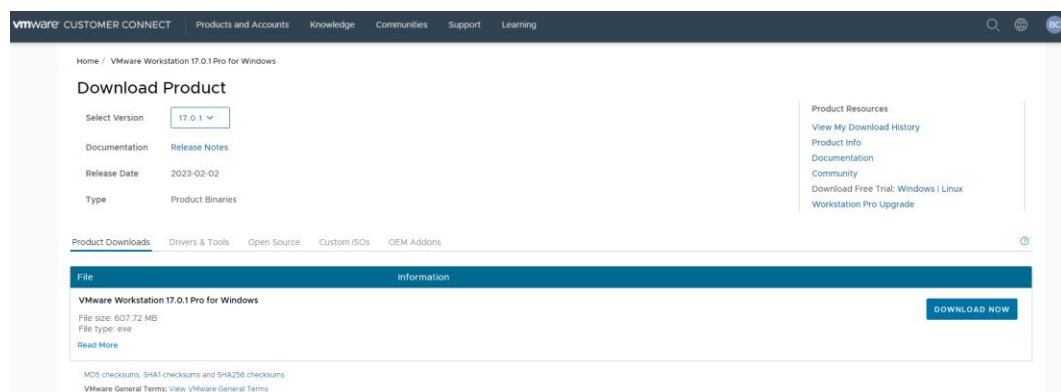 vmware CUSTOMER CONNECT Products and Accounts Knowledge Communities Support Learning BC
Home / VMware Workstation 17.0.1 Pro for Windows
Download Product
Select Version 17.0.1
Documentation Release Notes
Release Date 2023-02-02
Type Product Binaries
Product Resources
View My Download History
Product Info
Documentation
Community
Download Free Trial: Windows | Linux
Workstation Pro Upgrade
Product Downloads Drivers & Tools Open Source Custom ISOs OEM Addons
File Information
VMware Workstation 17.0.1 Pro for Windows
File size: 607.72 MB
File type: exe
Read More
DOWNLOAD NOW
MD5 checksums, SHA1 checksums and SHA256 checksums
VMware General Terms: View VMware General Terms